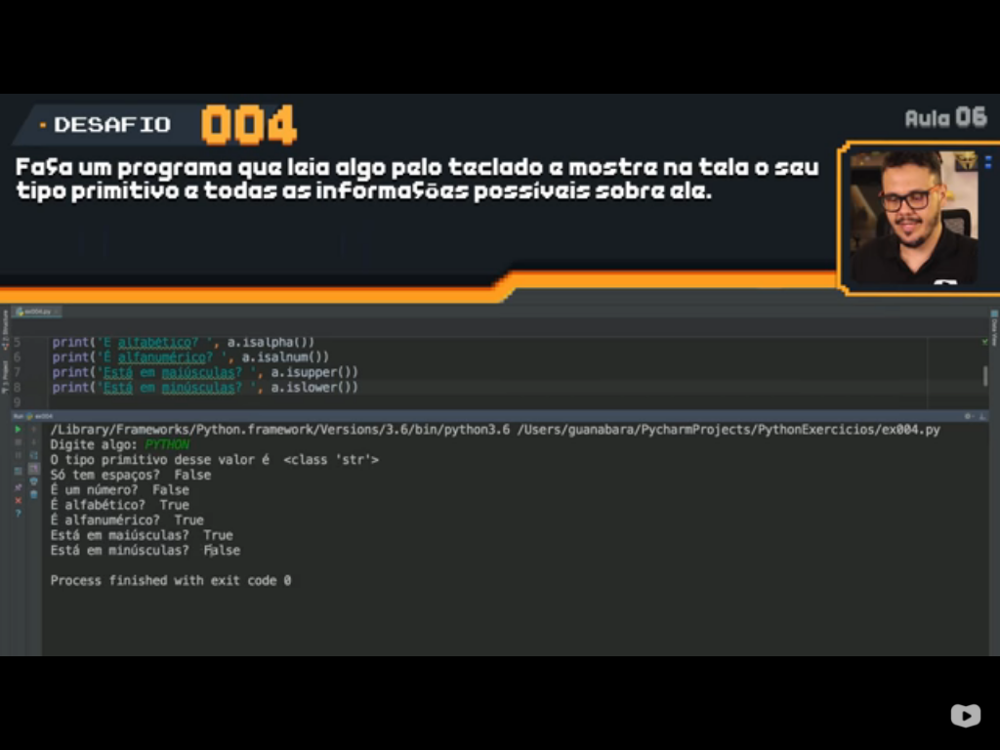 DESAFIO 004
Aula 06
Faça um programa que leia algo pelo teclado e mostre na tela o seu
tipo primitivo e todas as informações possíveis sobre ele.
ex004.py
5 print('É alfabético? ', a.isalpha())
6 print('É alfanumérico? ', a.isalnum())
7 print('Está em maiúsculas? ', a.isupper())
8 print('Está em minúsculas? ', a.islower())
9
Run ex004
/Library/Frameworks/Python.framework/Versions/3.6/bin/python3.6 /Users/guanabara/PycharmProjects/PythonExercicios/ex004.py
Digite algo: PYTHON
O tipo primitivo desse valor é  <class 'str'>
Só tem espaços?  False
É um número?  False
É alfabético?  True
É alfanumérico?  True
Está em maiúsculas?  True
Está em minúsculas?  False
Process finished with exit code 0